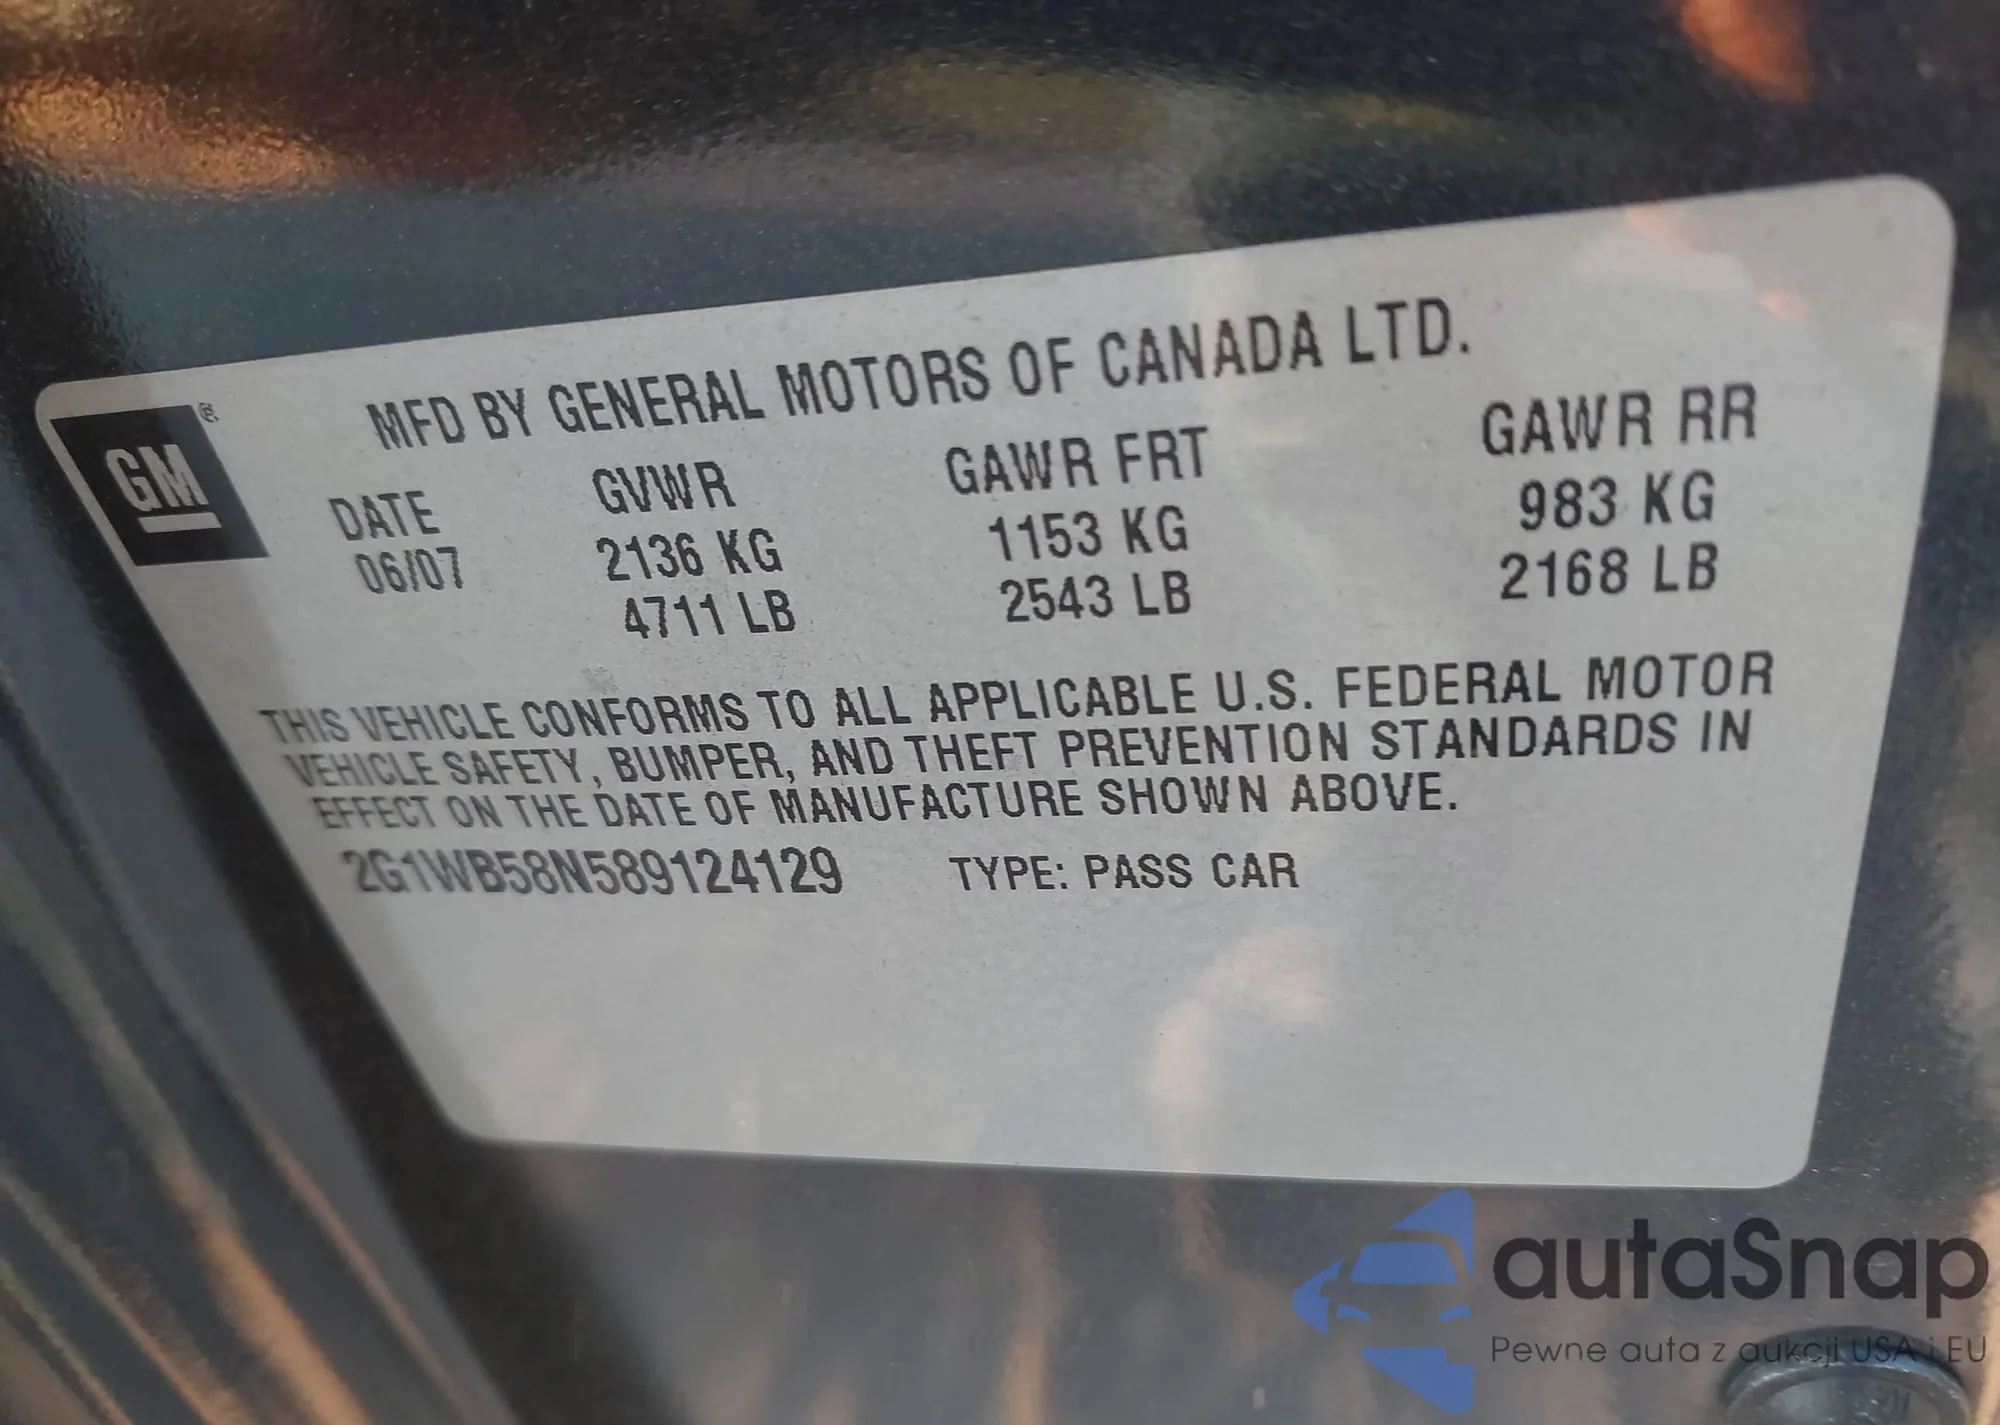 MFD BY GENERAL MOTORS OF CANADA LTD.
GM ®
DATE GVWR GAWR FRT GAWR RR
06/07 2136 KG 1153 KG 983 KG
4711 LB 2543 LB 2168 LB
THIS VEHICLE CONFORMS TO ALL APPLICABLE U.S. FEDERAL MOTOR
VEHICLE SAFETY, BUMPER, AND THEFT PREVENTION STANDARDS IN
EFFECT ON THE DATE OF MANUFACTURE SHOWN ABOVE.
2G1WB58N589124129 TYPE: PASS CAR
autaSnap
Pewne auta z aukcji USA i EU